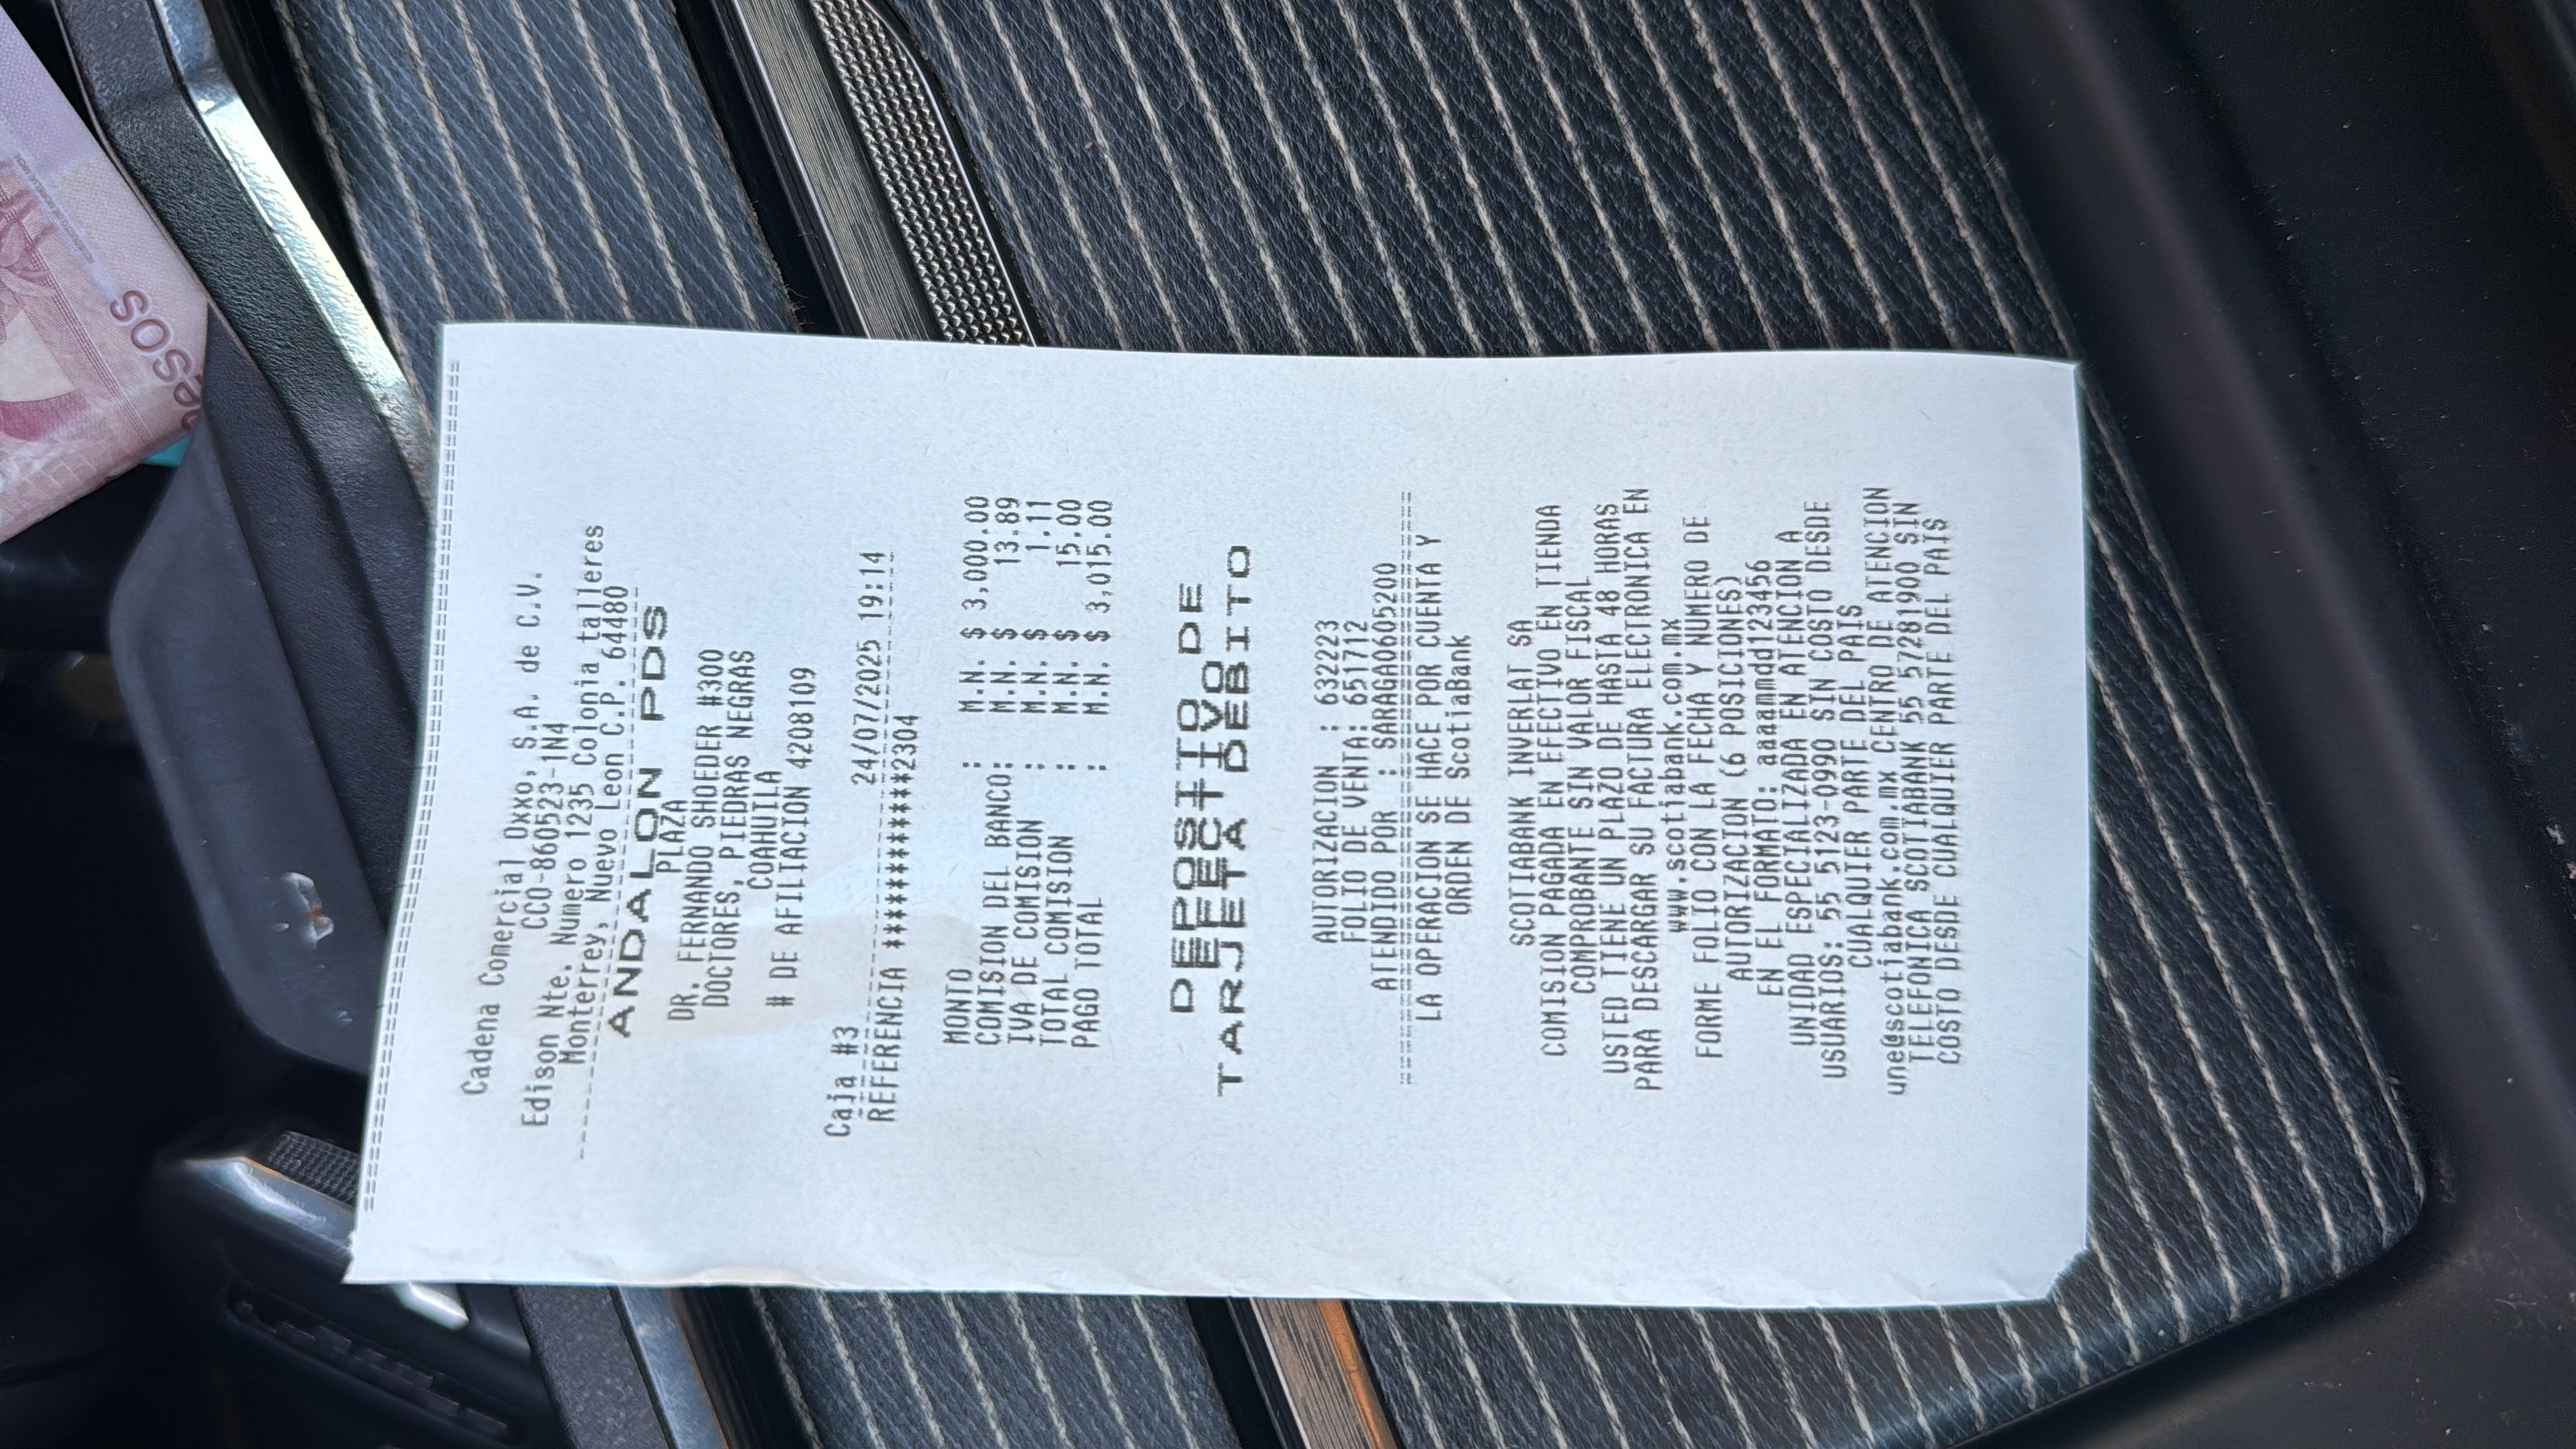 Cadena Comercial Oxxo, S.A. de C.V.
CCO-860523-1N4
Edison Nte. Numero 1235 Colonia talleres
Monterrey, Nuevo Leon C.P. 64480
ANDALON PDS
PLAZA
DR. FERNANDO SHOEDER #300
DOCTORES, PIEDRAS NEGRAS
COAHUILA
# DE AFILIACION 4208109
Caja #3 24/07/2025 19:14
REFERENCIA ************2304
MONTO : M.N. $ 3,000.00
COMISION DEL BANCO: M.N. $ 13.89
IVA DE COMISION : M.N. $ 1.11
TOTAL COMISION : M.N. $ 15.00
PAGO TOTAL : M.N. $ 3,015.00
DEPOSITO DE
EFECTIVO
TARJETA DEBITO
AUTORIZACION : 632223
FOLIO DE VENTA: 651712
ATENDIDO POR : SARAGA0605200
LA OPERACION SE HACE POR CUENTA Y
ORDEN DE ScotiaBank
SCOTIABANK INVERLAT SA
COMISION PAGADA EN EFECTIVO EN TIENDA
COMPROBANTE SIN VALOR FISCAL
USTED TIENE UN PLAZO DE HASTA 48 HORAS
PARA DESCARGAR SU FACTURA ELECTRONICA EN
www.scotiabank.com.mx
FORME FOLIO CON LA FECHA Y NUMERO DE
AUTORIZACION (6 POSICIONES)
EN EL FORMATO: aaaammdd123456
UNIDAD ESPECIALIZADA EN ATENCION A
USUARIOS: 55 5123-0990 SIN COSTO DESDE
CUALQUIER PARTE DEL PAIS
une@scotiabank.com.mx CENTRO DE ATENCION
TELEFONICA SCOTIABANK 55 57281900 SIN
COSTO DESDE CUALQUIER PARTE DEL PAIS
PESOS